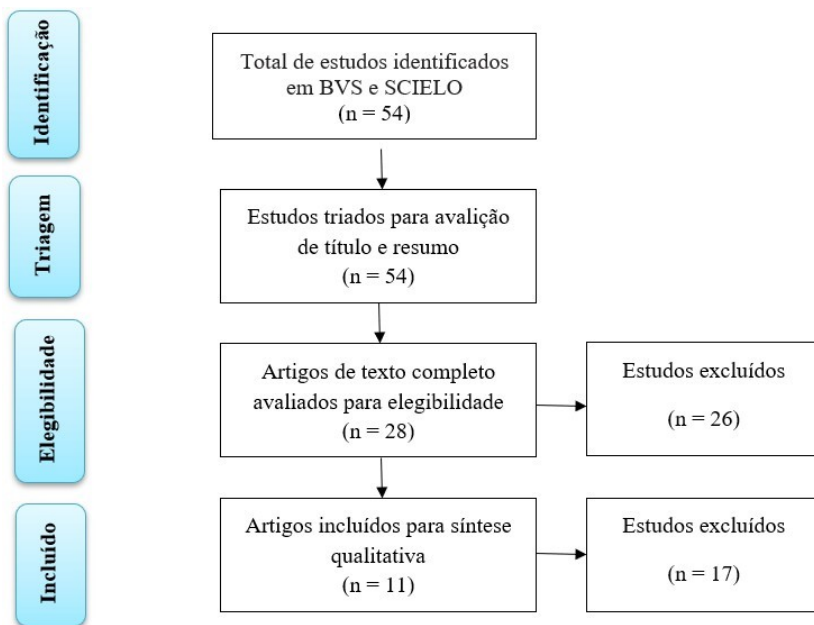 Identificação
Total de estudos identificados
em BVS e SCIELO
(n = 54)
Triagem
Estudos triados para avalição
de título e resumo
(n = 54)
Elegibilidade
Artigos de texto completo
avaliados para elegibilidade
(n = 28)
Estudos excluídos
(n = 26)
Incluído
Artigos incluídos para síntese
qualitativa
(n = 11)
Estudos excluídos
(n = 17)